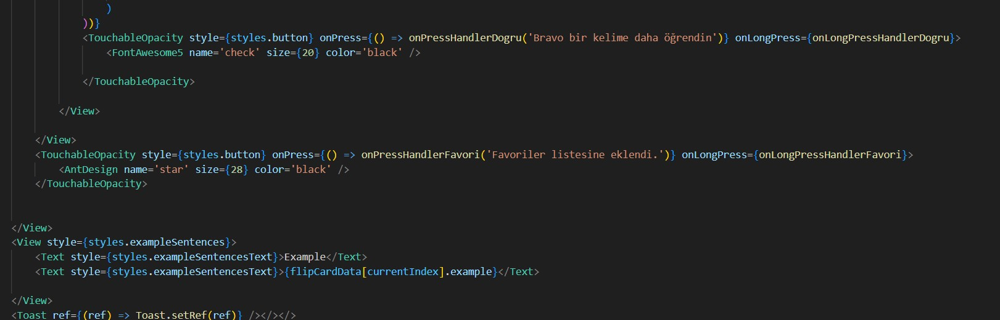 )
))}
<TouchableOpacity style={styles.button} onPress={() => onPressHandlerDogru('Bravo bir kelime daha öğrendin')} onLongPress={onLongPressHandlerDogru}>
<FontAwesome5 name='check' size={20} color='black' />
</TouchableOpacity>
</View>
</View>
<TouchableOpacity style={styles.button} onPress={() => onPressHandlerFavori('Favoriler listesine eklendi.')} onLongPress={onLongPressHandlerFavori}>
<AntDesign name='star' size={28} color='black' />
</TouchableOpacity>
</View>
<View style={styles.exampleSentences}>
<Text style={styles.exampleSentencesText}>Example</Text>
<Text style={styles.exampleSentencesText}>{flipCardData[currentIndex].example}</Text>
</View>
<Toast ref={(ref) => Toast.setRef(ref)} /></></>